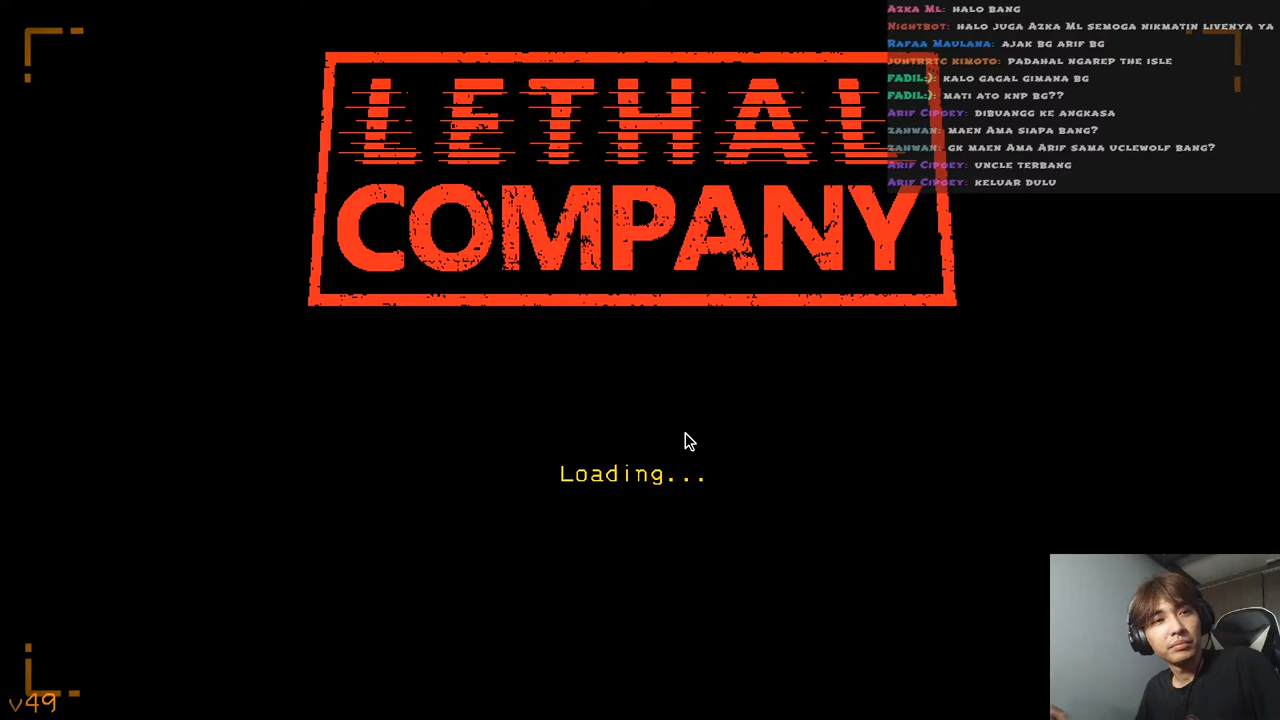 Azka Ml: HALO BANG
Nightbot: HALO JUGA AZKA ML SEMOGA NIKMATIN LIVENYA YA
Rafaa Maulana: AJAK BG ARIF BG
JUHTRRTC KIMOTO: PADAHAL NGAREP THE ISLE
FADIL:): KALO GAGAL GIMANA BG
FADIL:): MATI ATO KNP BG??
Arif Cipoey: DIBUANGG KE ANGKASA
zahwan: MAEN AMA SIAPA BANG?
zahwan: GK MAEN AMA ARIF SAMA UCLEWOLF BANG?
Arif Cipoey: UNCLE TERBANG
Arif Cipoey: KELUAR DULU
LETHAL
COMPANY
Loading...
v49